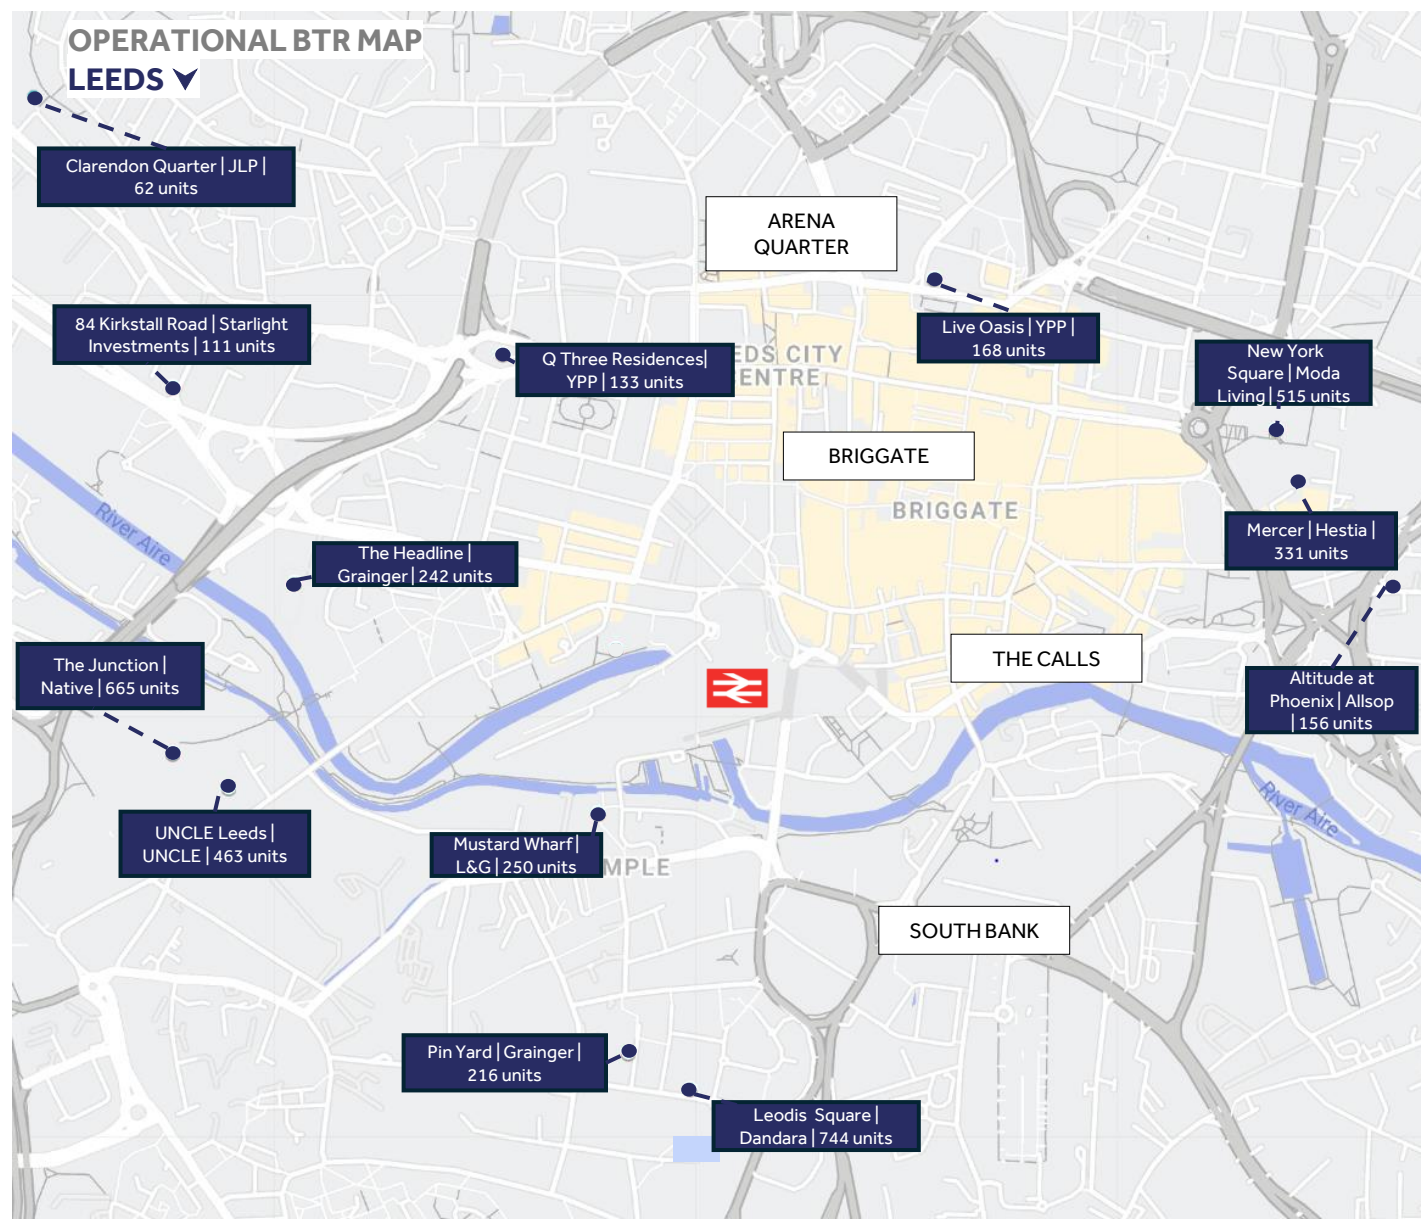 OPERATIONAL BTR MAP
LEEDS
Clarendon Quarter | JLP |
62 units
ARENA
QUARTER
84 Kirkstall Road | Starlight
Investments | 111 units
Live Oasis | YPP |
168 units
Q Three Residences|
YPP | 133 units
EDS CITY
ENTRE
New York
Square | Moda
Living | 515 units
BRIGGATE
BRIGGATE
Mercer | Hestia |
331 units
River Aire
The Headline |
Grainger | 242 units
THE CALLS
The Junction |
Native | 665 units
Altitude at
Phoenix | Allsop
| 156 units
UNCLE Leeds |
UNCLE | 463 units
Mustard Wharf |
L&G | 250 units
MPLE
River Aire
SOUTH BANK
Pin Yard | Grainger |
216 units
Leodis Square |
Dandara | 744 units